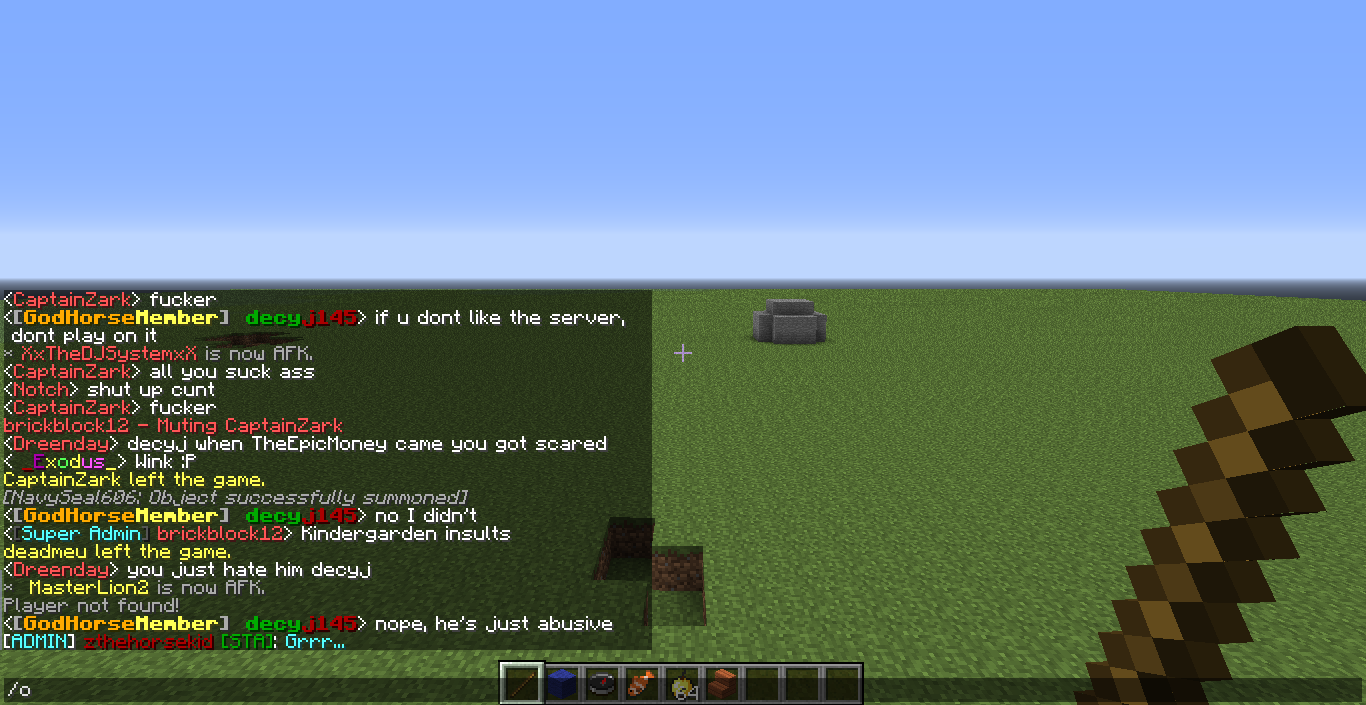 <CaptainZark> fucker
<[GodHorseMember] decyj145> if u dont like the server,
dont play on it
* XxTheDJSystemxX is now AFK.
<CaptainZark> all you suck ass
<Notch> shut up cunt
<CaptainZark> fucker
brickblock12 - Muting CaptainZark
<Dreenday> decyj when TheEpicMoney came you got scared
< _Exodus_> Wink :P
CaptainZark left the game.
[NavySeal606: Object successfully summoned]
<[GodHorseMember] decyj145> no I didn't
<[Super Admin] brickblock12> Kindergarden insults
deadmeu left the game.
<Dreenday> you just hate him decyj
* MasterLion2 is now AFK.
Player not found!
<[GodHorseMember] decyj145> nope, he's just abusive
[ADMIN] zthehorsekid [STA]: Grrr...
64
/o